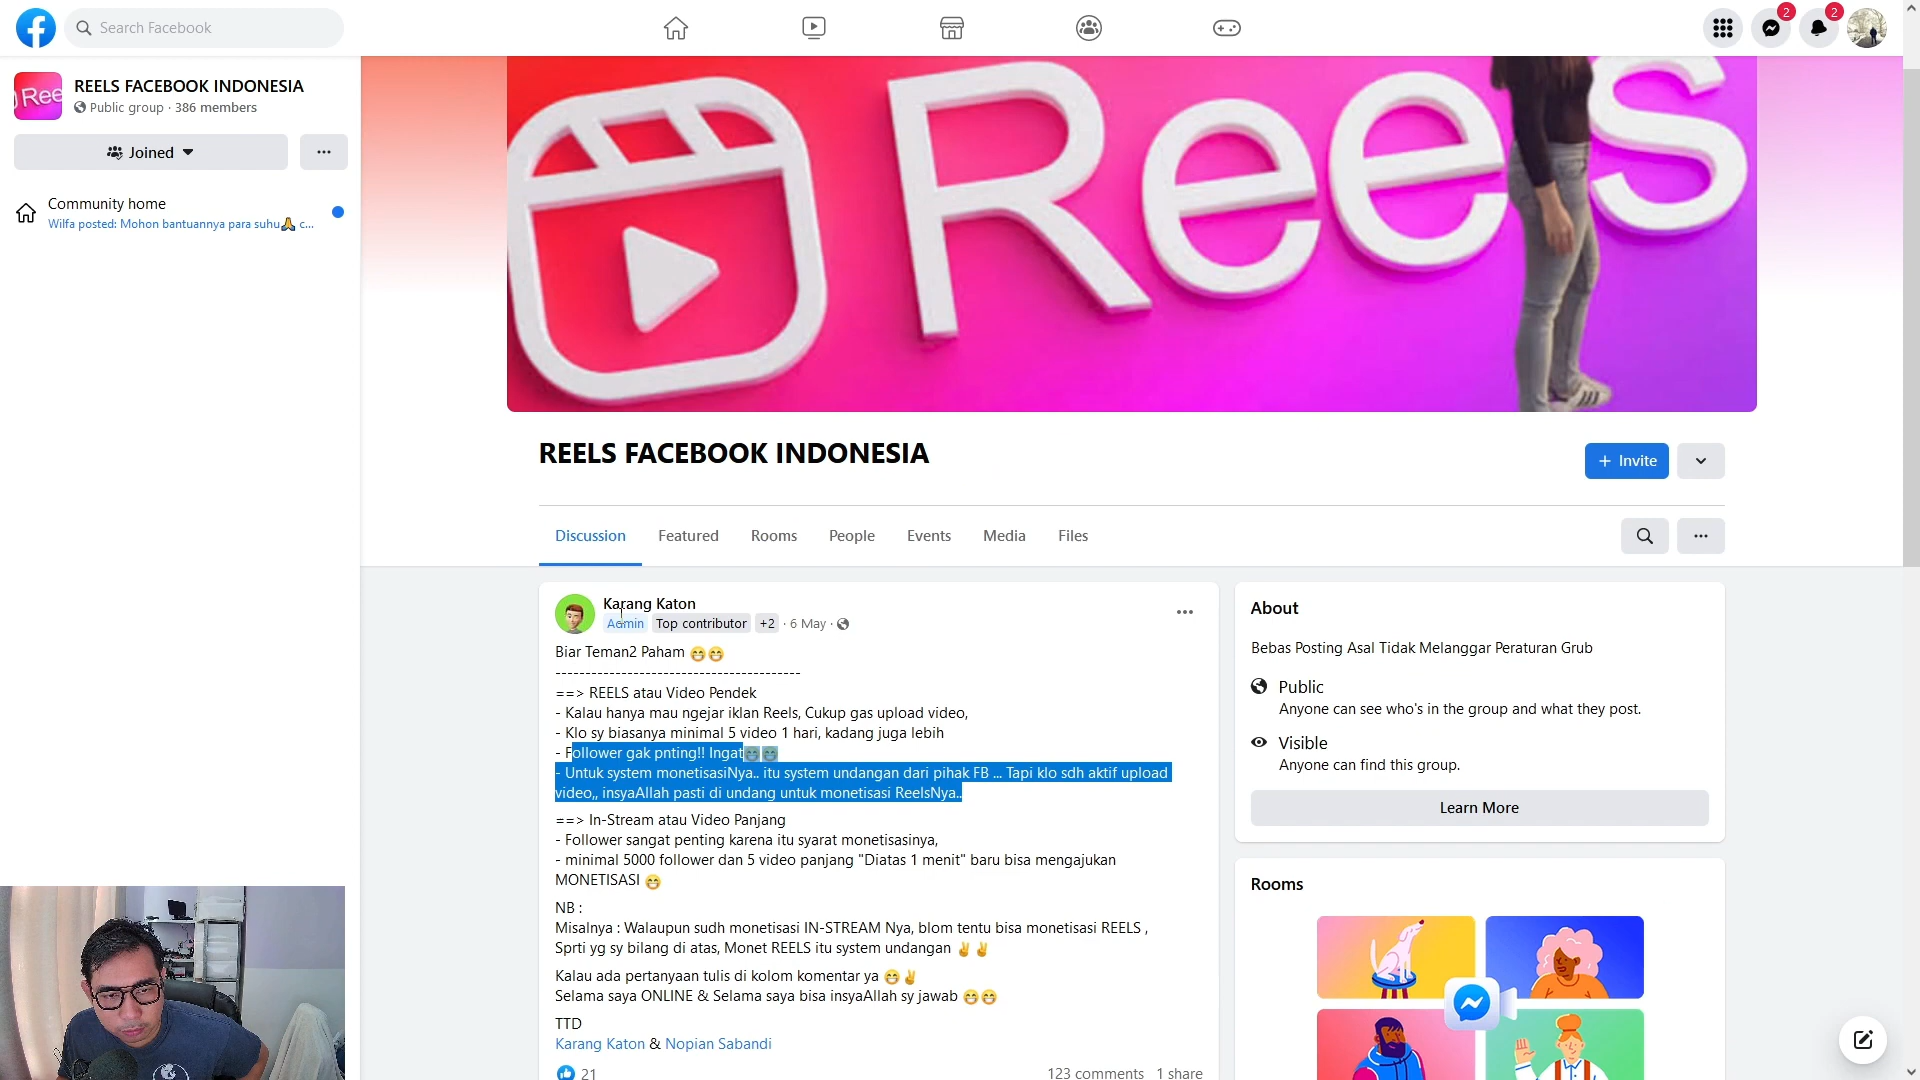 Search Facebook
2
2
Ree
REELS FACEBOOK INDONESIA
Public group · 386 members
Joined
Community home
Wilfa posted: Mohon bantuannya para suhu🙏 c...
Reels
REELS FACEBOOK INDONESIA
+ Invite
Discussion
Featured
Rooms
People
Events
Media
Files
Karang Katon
Admin Top contributor +2 · 6 May ·
Biar Teman2 Paham 😁😁
-----------------------------------------
==> REELS atau Video Pendek
- Kalau hanya mau ngejar iklan Reels, Cukup gas upload video,
- Klo sy biasanya minimal 5 video 1 hari, kadang juga lebih
- Follower gak pnting!! Ingat😁😁
- Untuk system monetisasiNya.. itu system undangan dari pihak FB ... Tapi klo sdh aktif upload
video,, insyaAllah pasti di undang untuk monetisasi ReelsNya..
==> In-Stream atau Video Panjang
- Follower sangat penting karena itu syarat monetisasinya,
- minimal 5000 follower dan 5 video panjang "Diatas 1 menit" baru bisa mengajukan
MONETISASI 😁
NB :
Misalnya : Walaupun sudh monetisasi IN-STREAM Nya, blom tentu bisa monetisasi REELS ,
Sprti yg sy bilang di atas, Monet REELS itu system undangan ✌✌
Kalau ada pertanyaan tulis di kolom komentar ya 😁✌
Selama saya ONLINE & Selama saya bisa insyaAllah sy jawab 😁😁
TTD
Karang Katon & Nopian Sabandi
21
123 comments 1 share
About
Bebas Posting Asal Tidak Melanggar Peraturan Grub
Public
Anyone can see who's in the group and what they post.
Visible
Anyone can find this group.
Learn More
Rooms